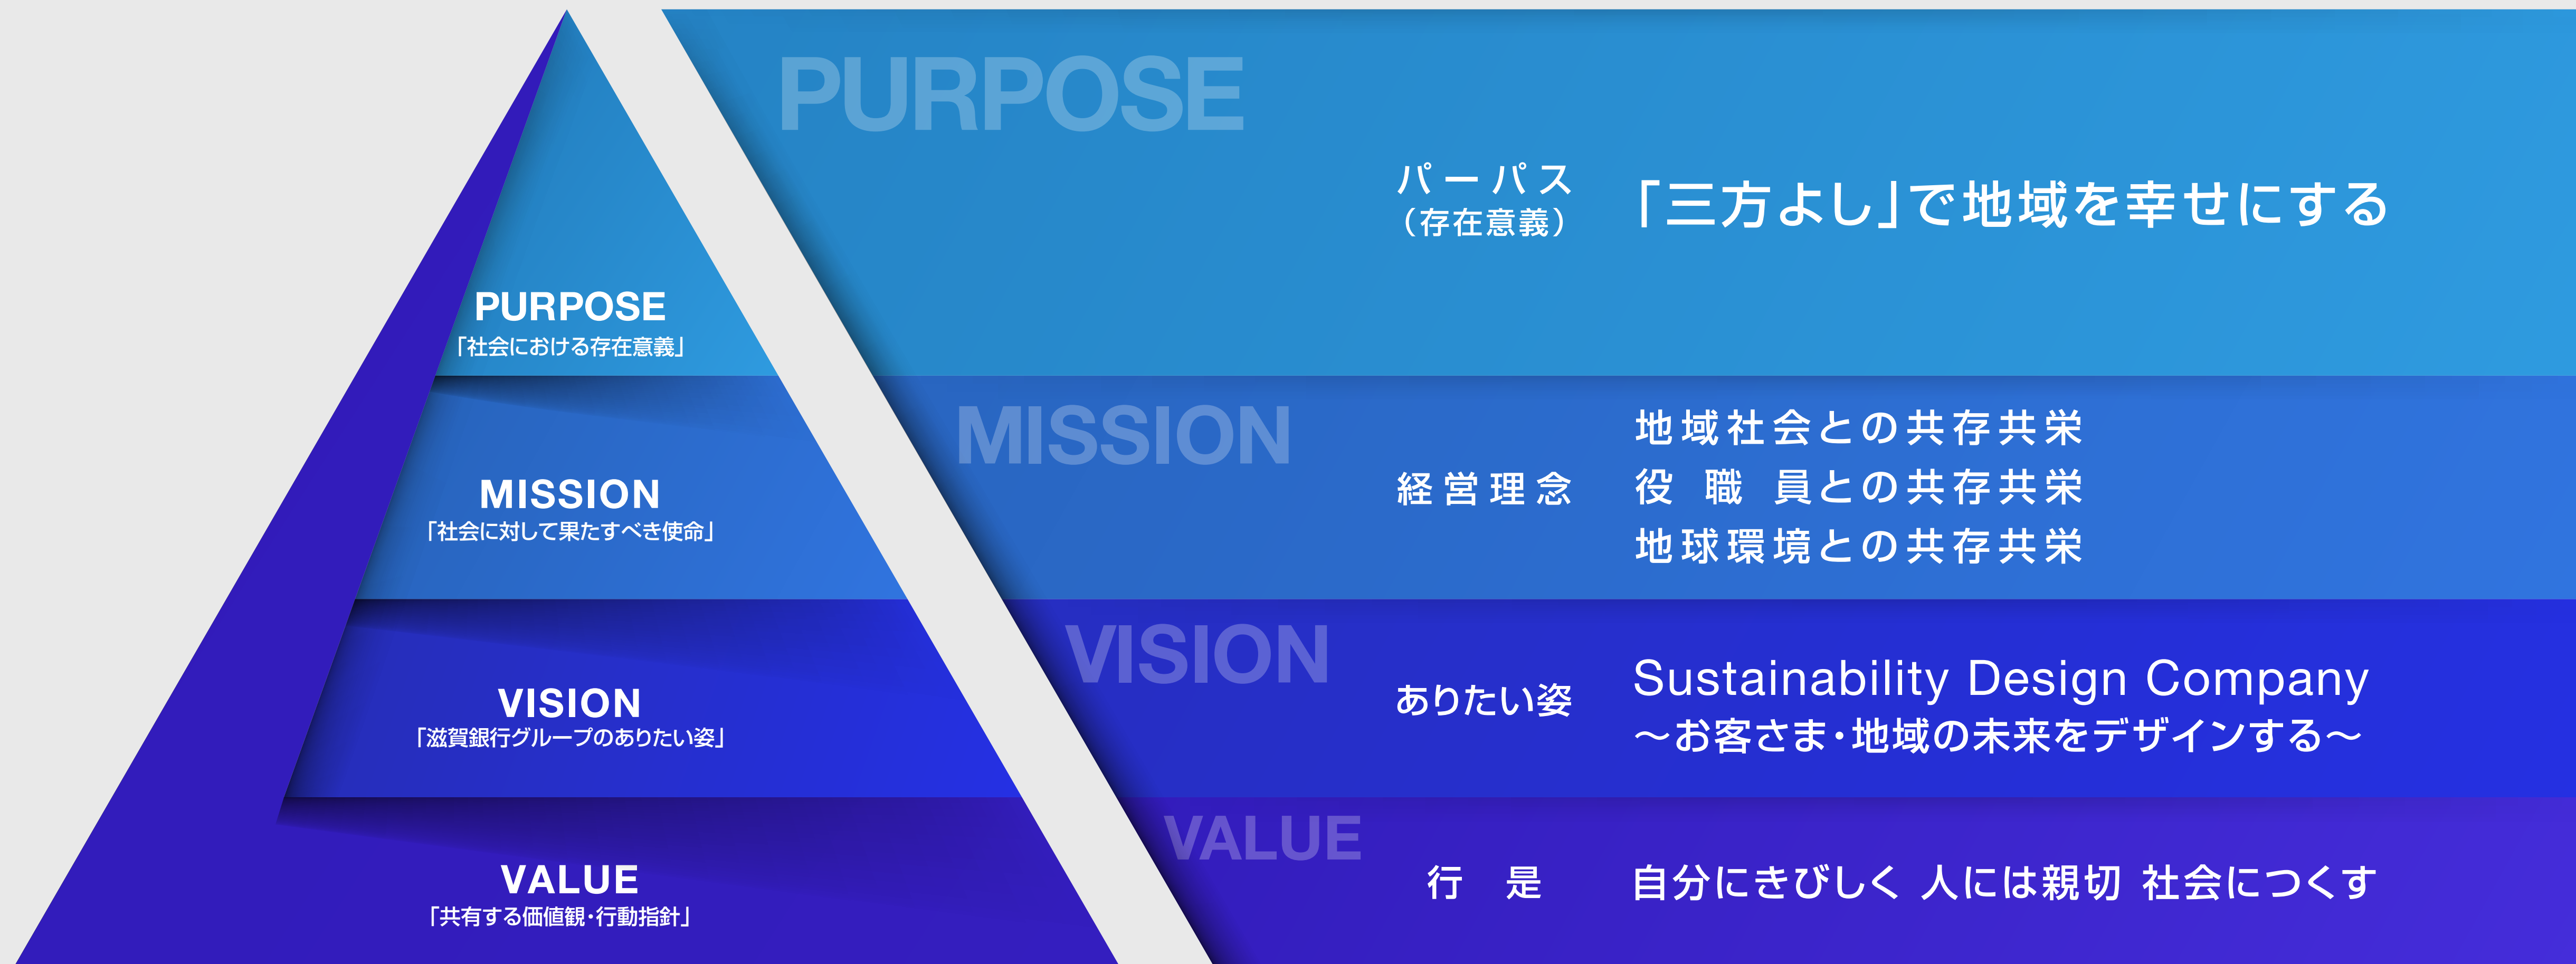 PURPOSE
「社会における存在意義」
MISSION
「社会に対して果たすべき使命」
VISION
「滋賀銀行グループのありたい姿」
VALUE
「共有する価値観・行動指針」
PURPOSE
パーパス
（存在意義）
「三方よし」で地域を幸せにする
MISSION
経営理念
地域社会との共存共栄
役職員との共存共栄
地球環境との共存共栄
VISION
ありたい姿
Sustainability Design Company
～お客さま・地域の未来をデザインする～
VALUE
行是
自分にきびしく 人には親切 社会につくす